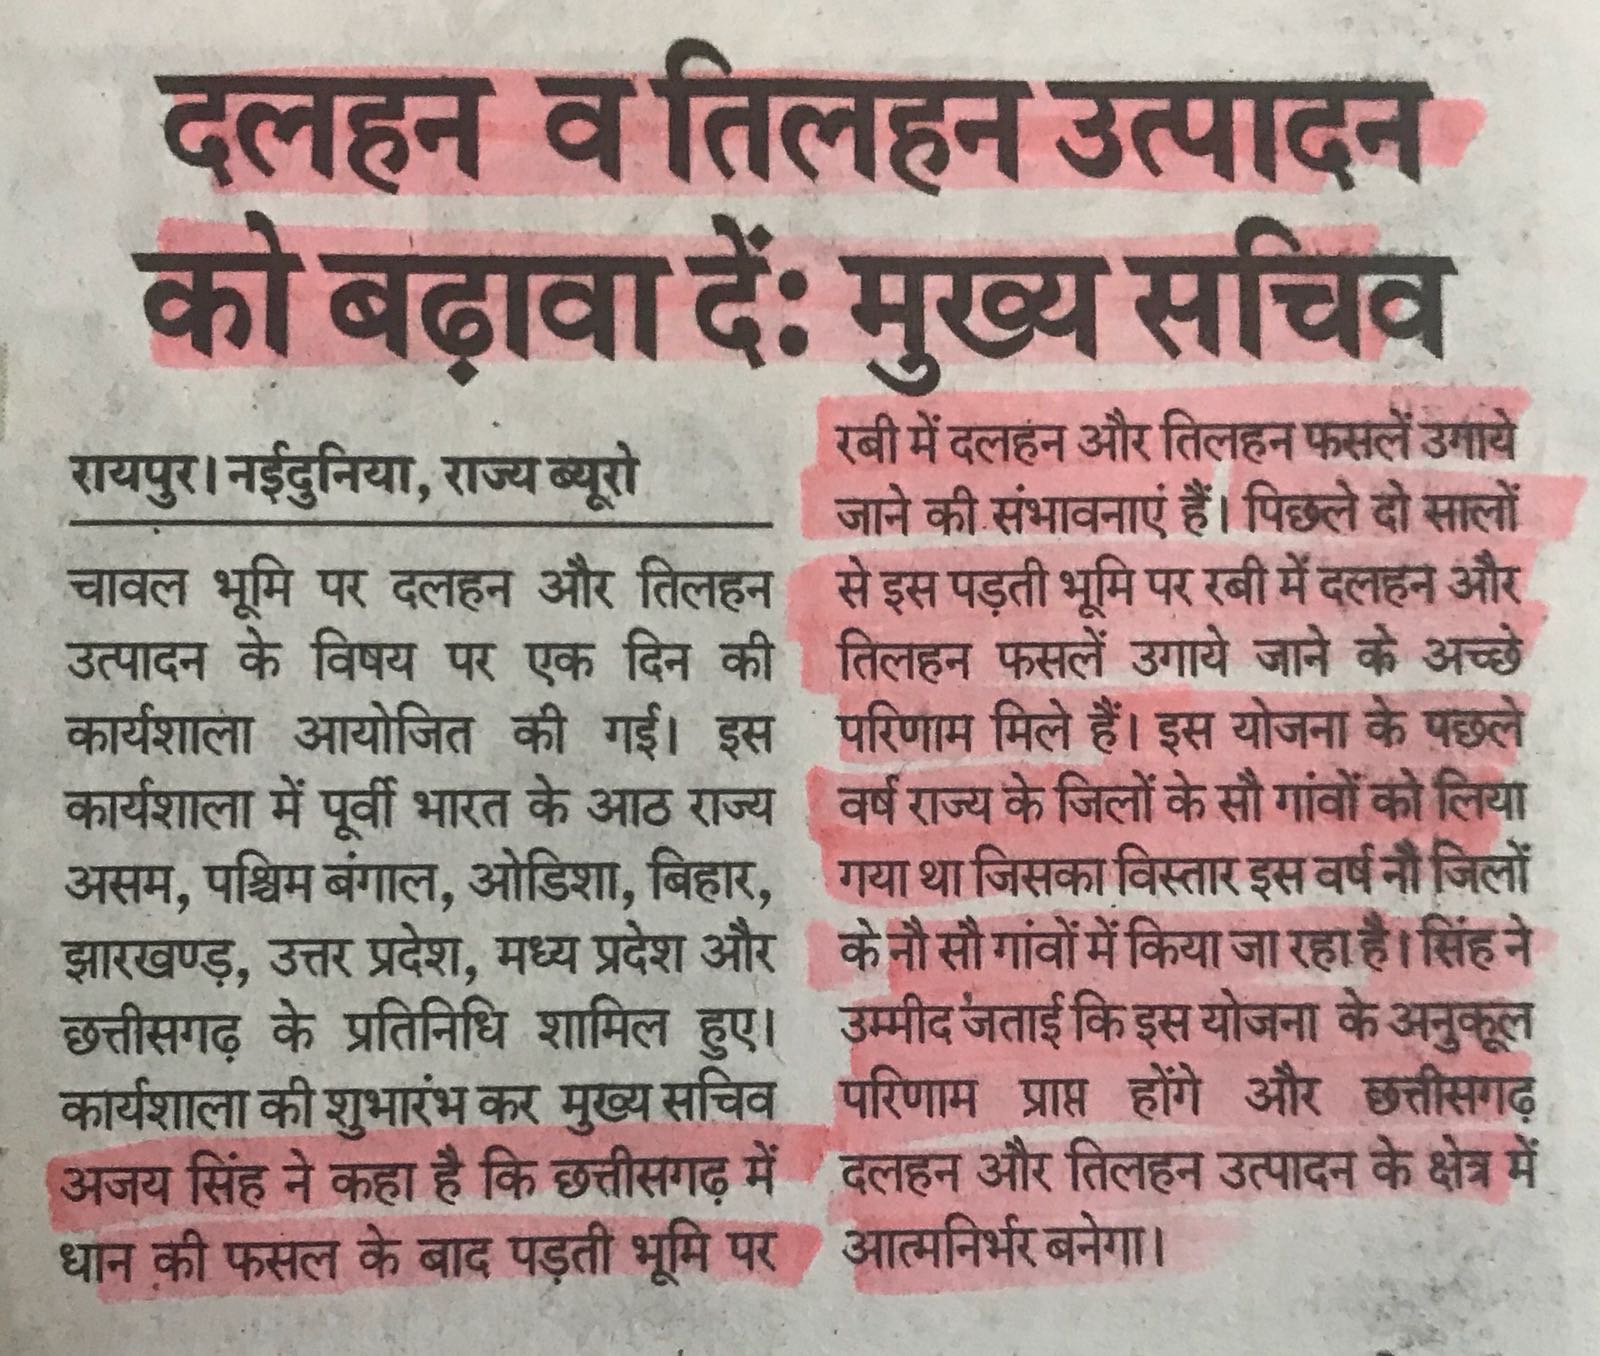 दलहन व तिलहन उत्पादन
को बढ़ावा दें: मुख्य सचिव
रायपुर। नईदुनिया, राज्य ब्यूरो
चावल भूमि पर दलहन और तिलहन
उत्पादन के विषय पर एक दिन की
कार्यशाला आयोजित की गई। इस
कार्यशाला में पूर्वी भारत के आठ राज्य
असम, पश्चिम बंगाल, ओडिशा, बिहार,
झारखण्ड, उत्तर प्रदेश, मध्य प्रदेश और
छत्तीसगढ़ के प्रतिनिधि शामिल हुए।
कार्यशाला की शुभारंभ कर मुख्य सचिव
अजय सिंह ने कहा है कि छत्तीसगढ़ में
धान की फसल के बाद पड़ती भूमि पर
रबी में दलहन और तिलहन फसलें उगाये
जाने की संभावनाएं हैं। पिछले दो सालों
से इस पड़ती भूमि पर रबी में दलहन और
तिलहन फसलें उगाये जाने के अच्छे
परिणाम मिले हैं। इस योजना के पछले
वर्ष राज्य के जिलों के सौ गांवों को लिया
गया था जिसका विस्तार इस वर्ष नौ जिलों
के नौ सौ गांवों में किया जा रहा है। सिंह ने
उम्मीद जताई कि इस योजना के अनुकूल
परिणाम प्राप्त होंगे और छत्तीसगढ़
दलहन और तिलहन उत्पादन के क्षेत्र में
आत्मनिर्भर बनेगा।